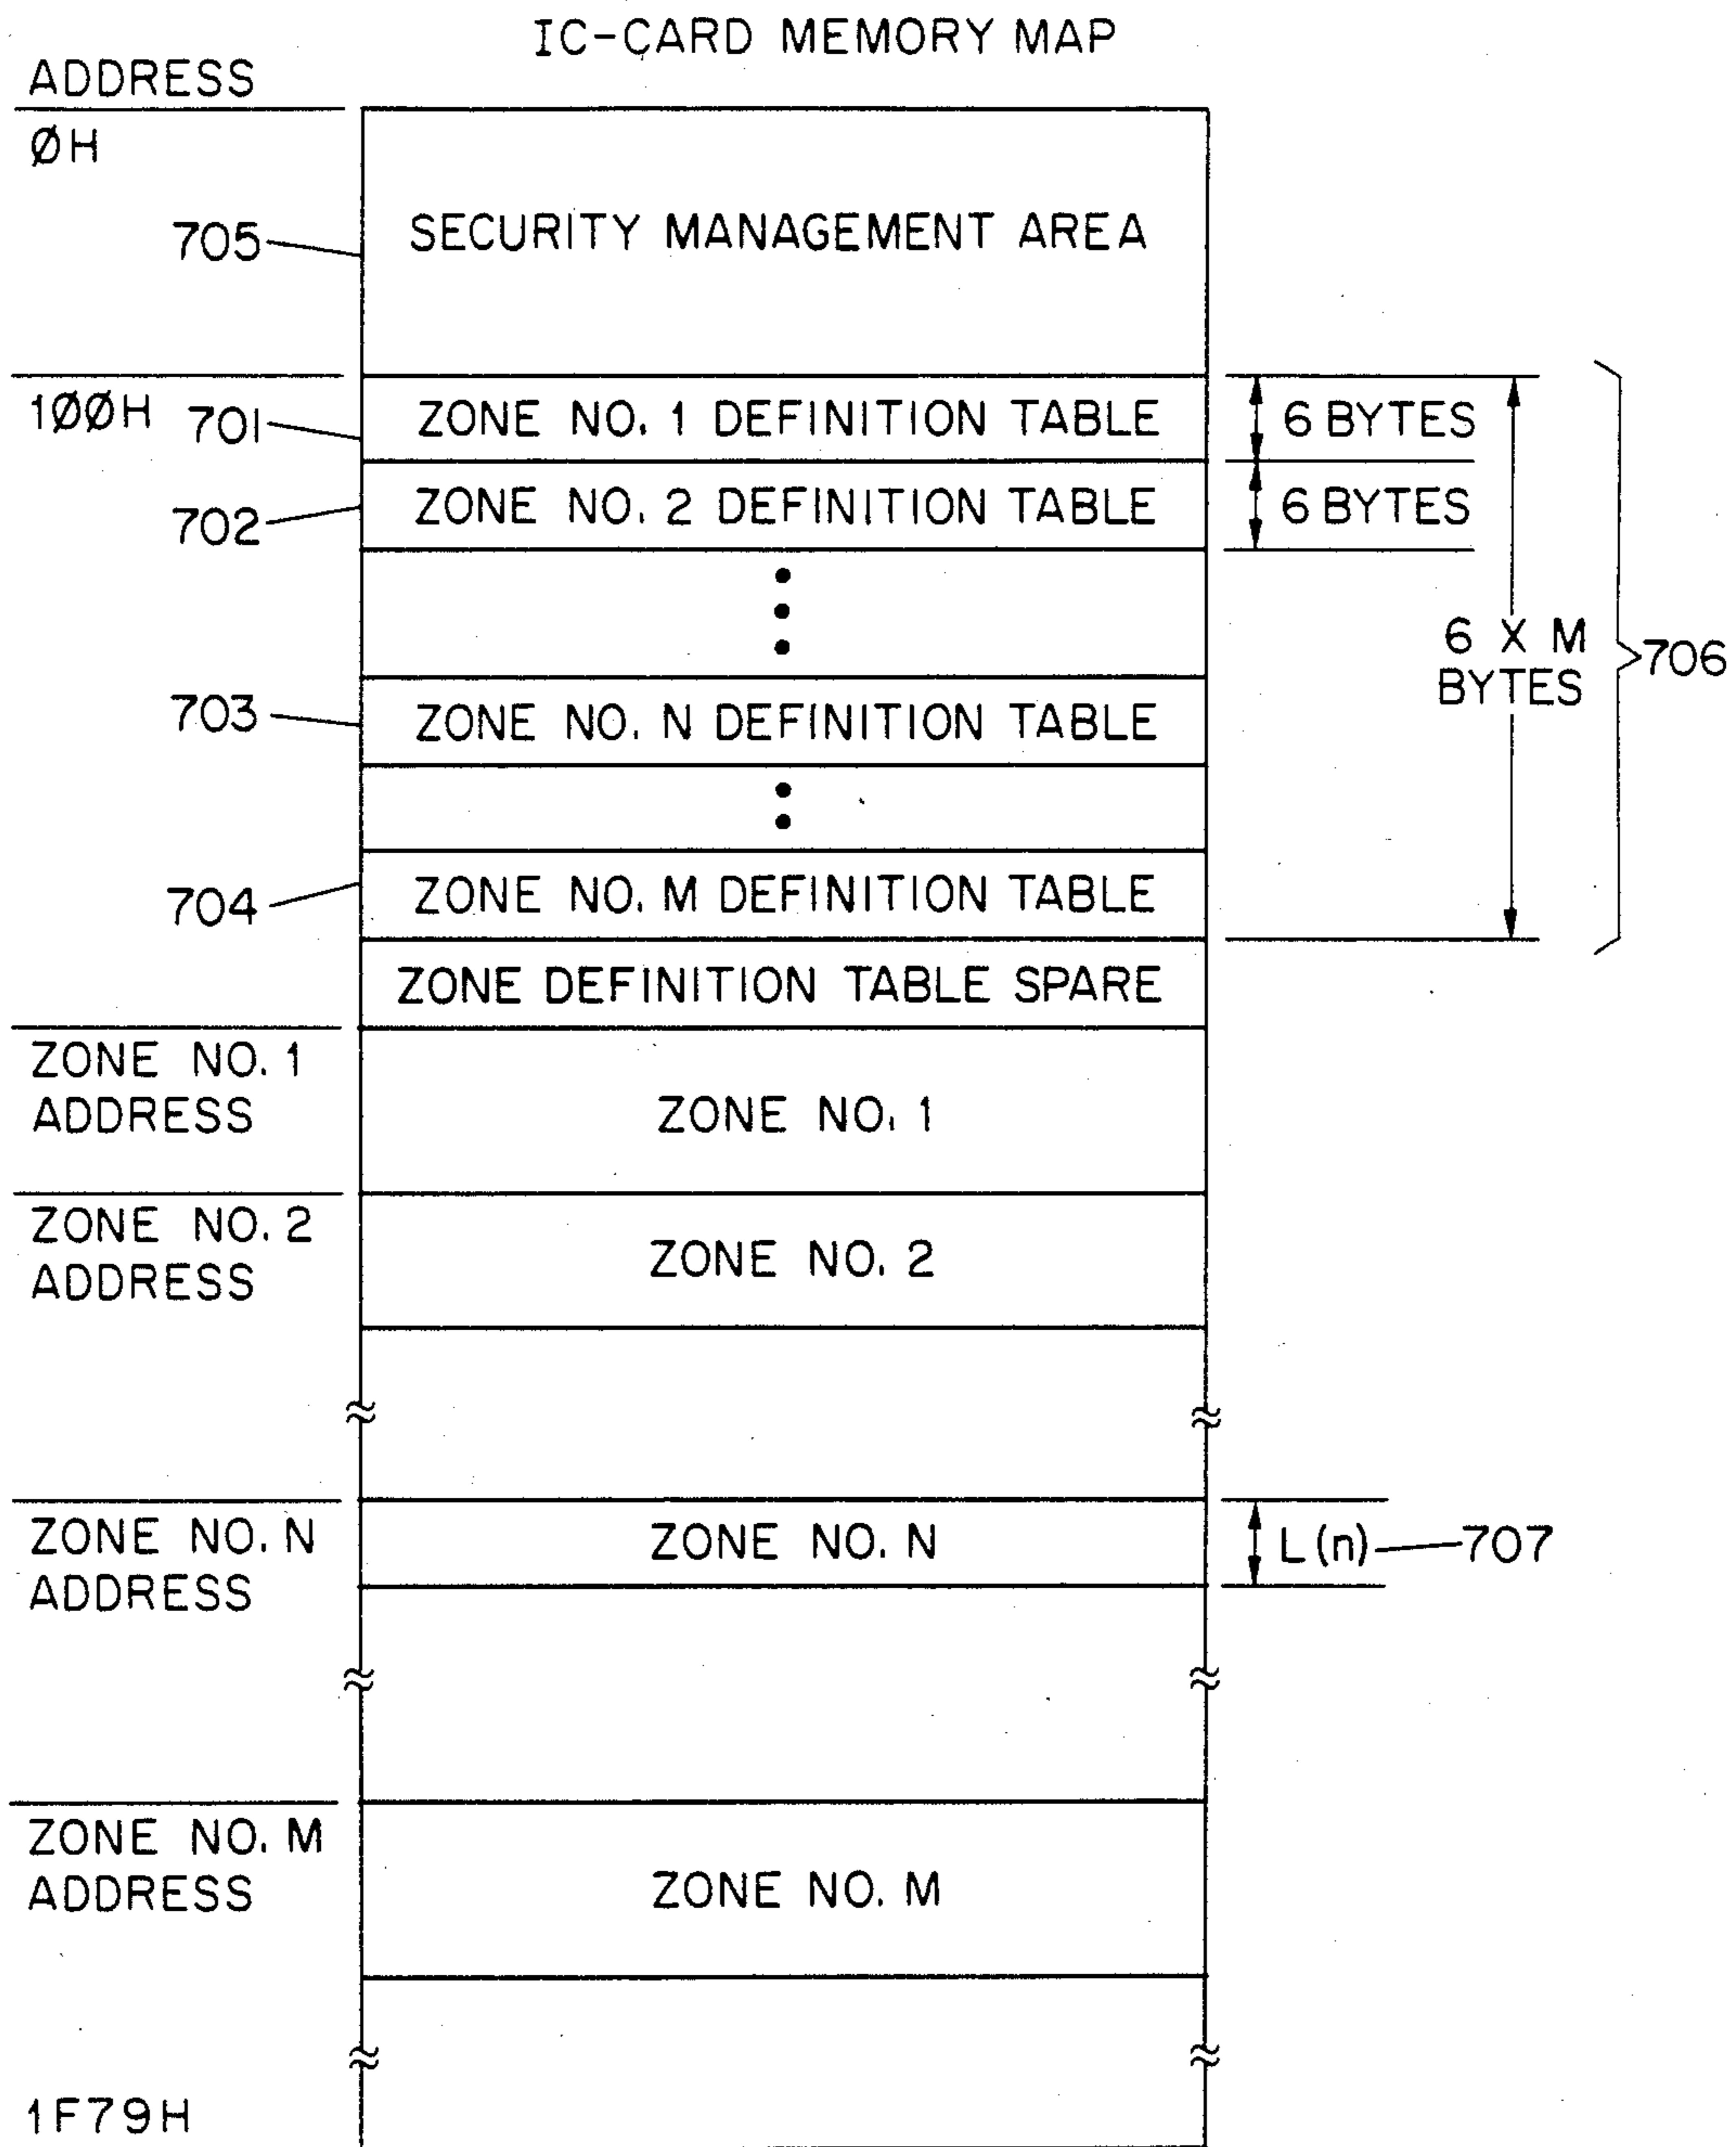 IC-CARD MEMORY MAP
ADDRESS
ØH
705 SECURITY MANAGEMENT AREA
1ØØH 701 ZONE NO. 1 DEFINITION TABLE 6 BYTES
702 ZONE NO. 2 DEFINITION TABLE 6 BYTES
6 X M
BYTES
706
703 ZONE NO. N DEFINITION TABLE
704 ZONE NO. M DEFINITION TABLE
ZONE DEFINITION TABLE SPARE
ZONE NO. 1
ADDRESS
ZONE NO. 1
ZONE NO. 2
ADDRESS
ZONE NO. 2
ZONE NO. N
ADDRESS
ZONE NO. N
L(n) 707
ZONE NO. M
ADDRESS
ZONE NO. M
1F79H